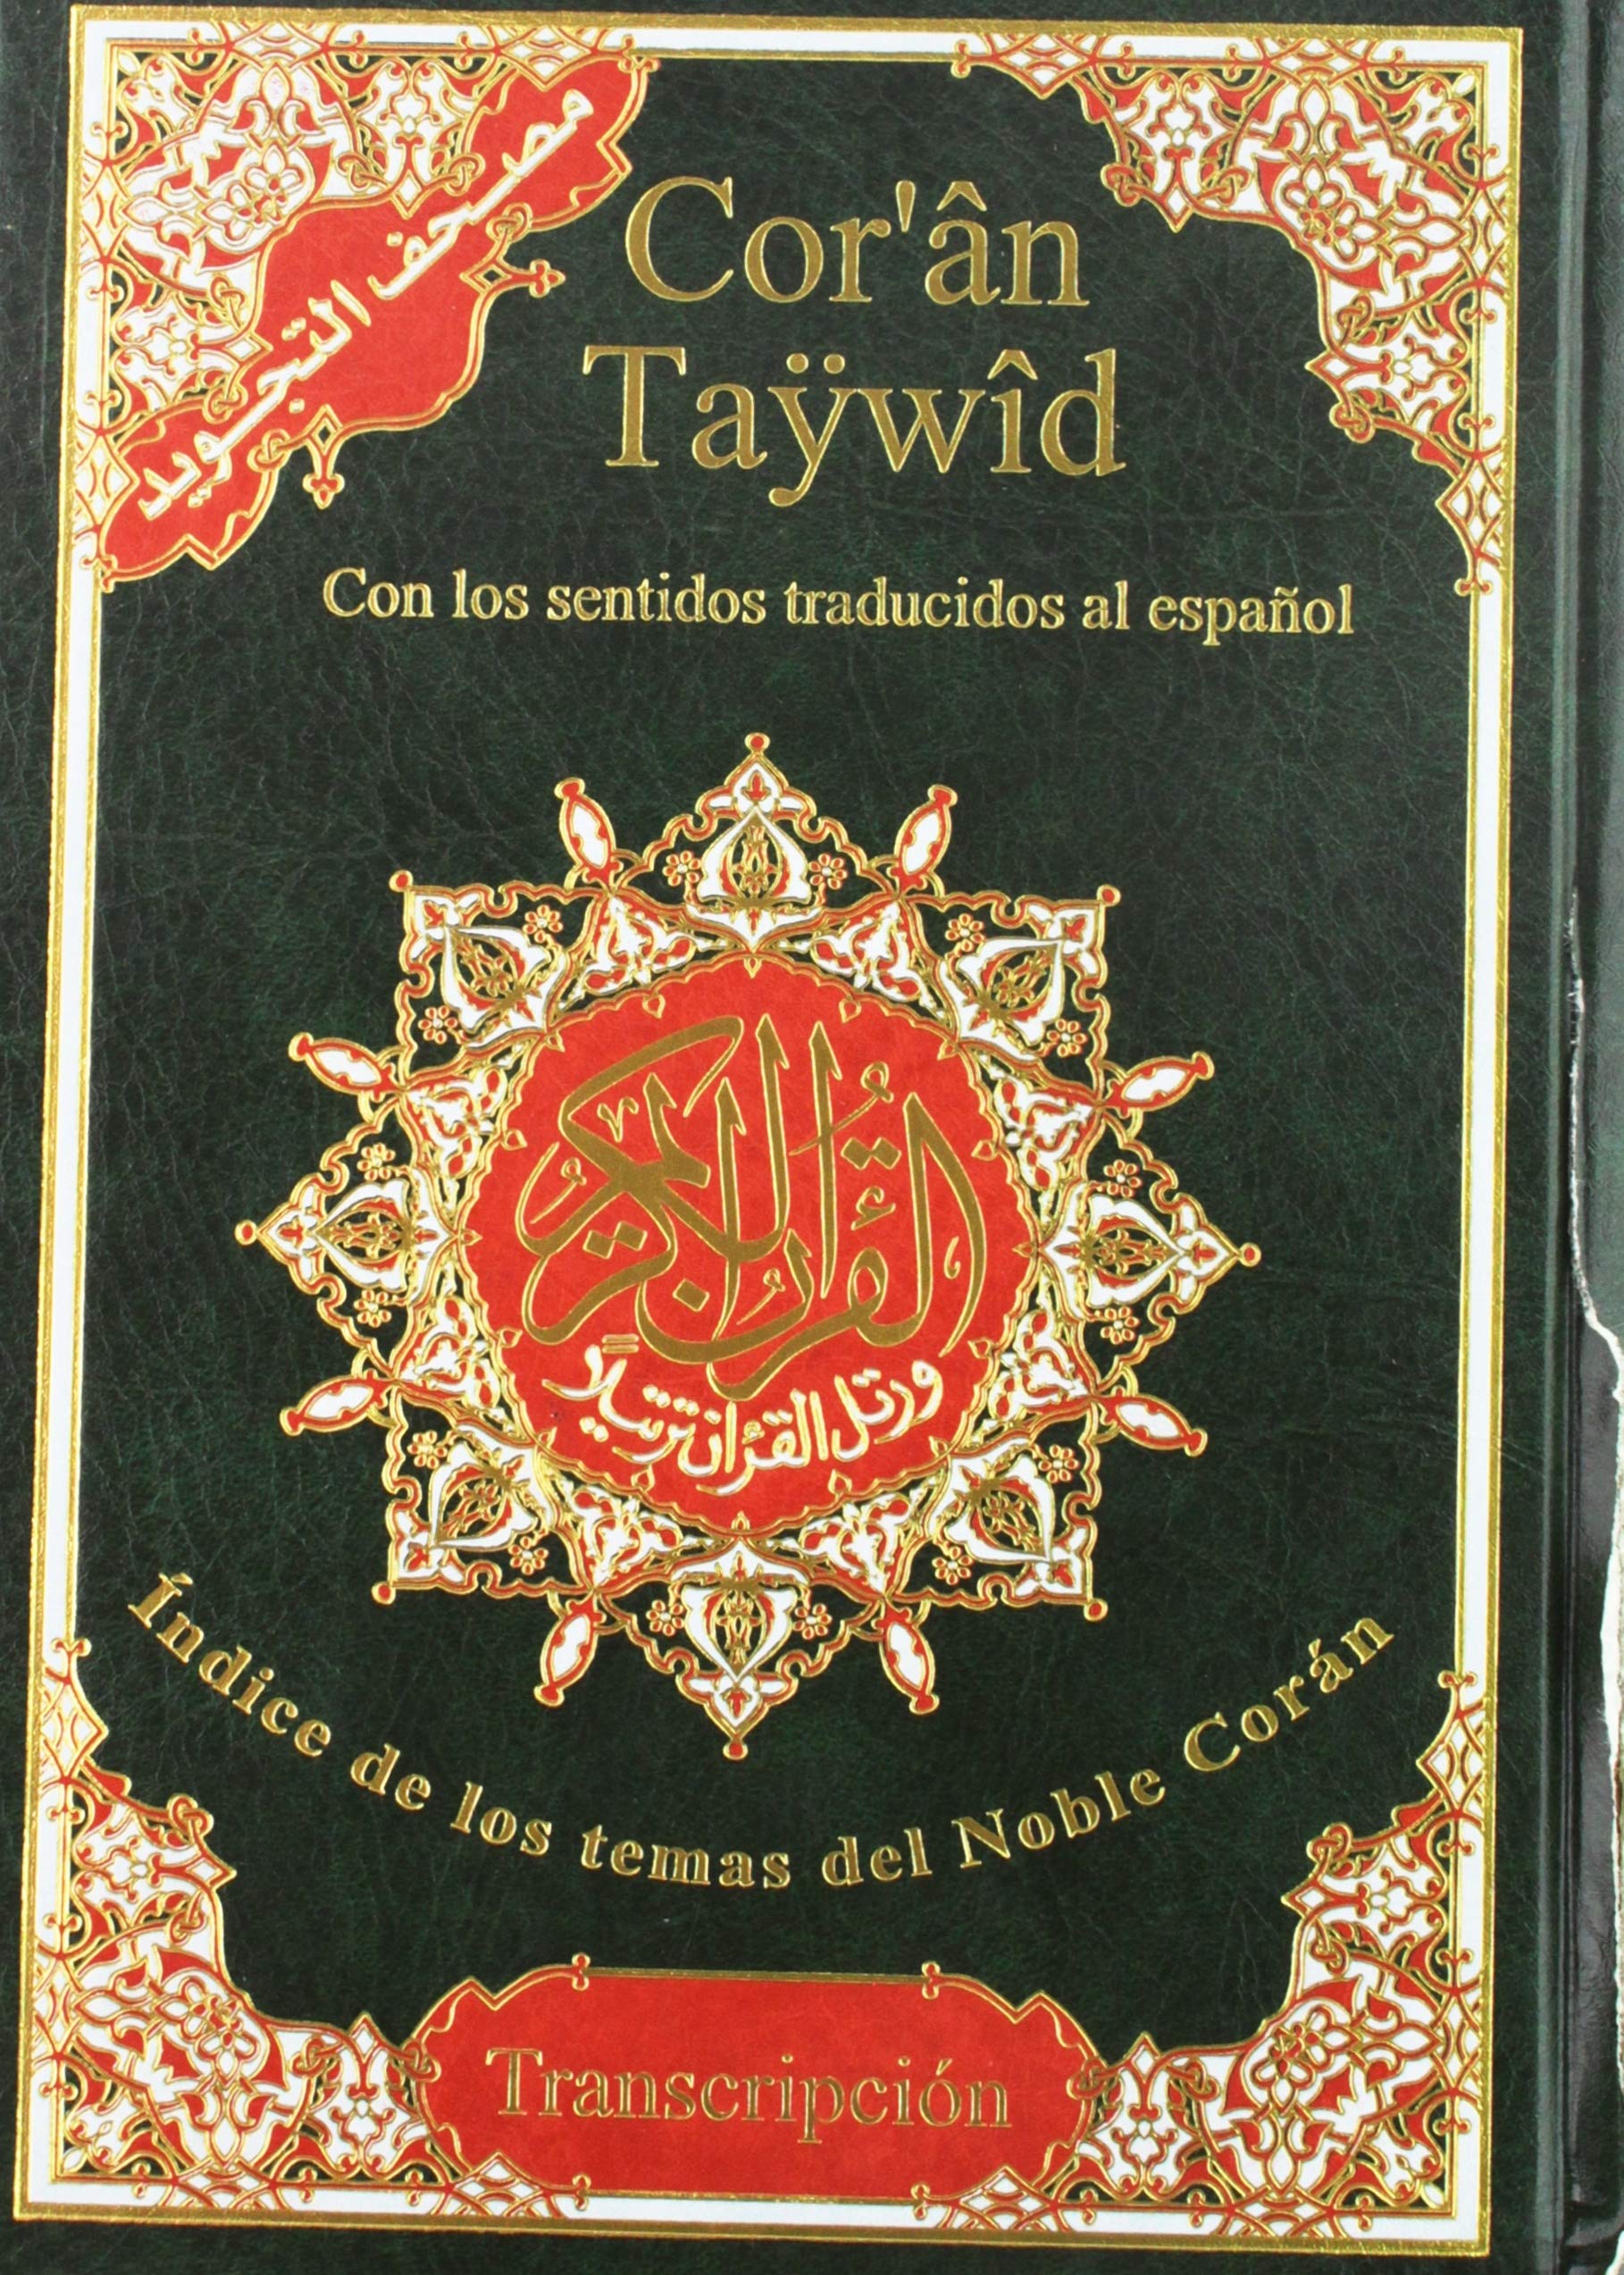 مصحف التجويد
Cor'ân
Taÿwîd
Con los sentidos traducidos al español
القرآن الكريم
ورتل القرءان ترتيلاً
Índice de los temas del Noble Corán
Transcripción